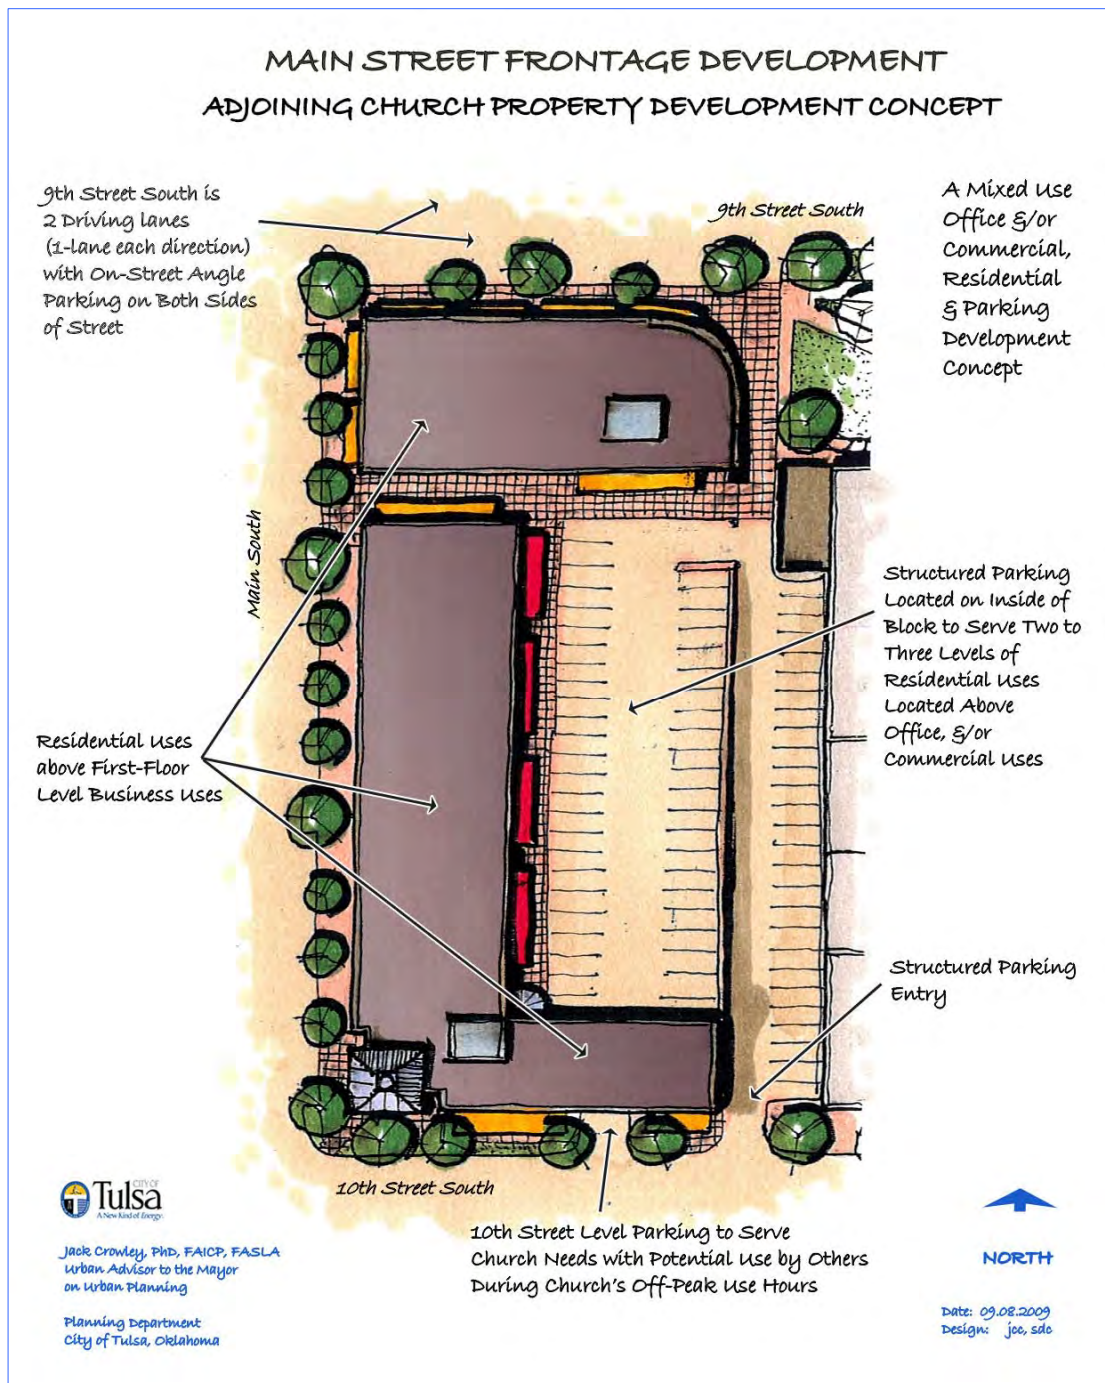 MAIN STREET FRONTAGE DEVELOPMENT
ADJOINING CHURCH PROPERTY DEVELOPMENT CONCEPT
9th Street South is
2 Driving lanes
(1-lane each direction)
with On-Street Angle
Parking on Both Sides
of Street
9th Street South
A Mixed Use
Office &/or
Commercial,
Residential
& Parking
Development
Concept
Main South
Structured Parking
Located on Inside of
Block to Serve Two to
Three Levels of
Residential Uses
Located Above
Office, &/or
Commercial Uses
Residential Uses
above First-Floor
Level Business Uses
Structured Parking
Entry
10th Street South
10th Street Level Parking to Serve
Church Needs with Potential Use by Others
During Church's Off-Peak Use Hours
CITY OF
Tulsa
A New Kind of Energy.
Jack Crowley, PhD, FAICP, FASLA
Urban Advisor to the Mayor
on Urban Planning
Planning Department
City of Tulsa, Oklahoma
NORTH
Date: 09.08.2009
Design: jcc, sdc